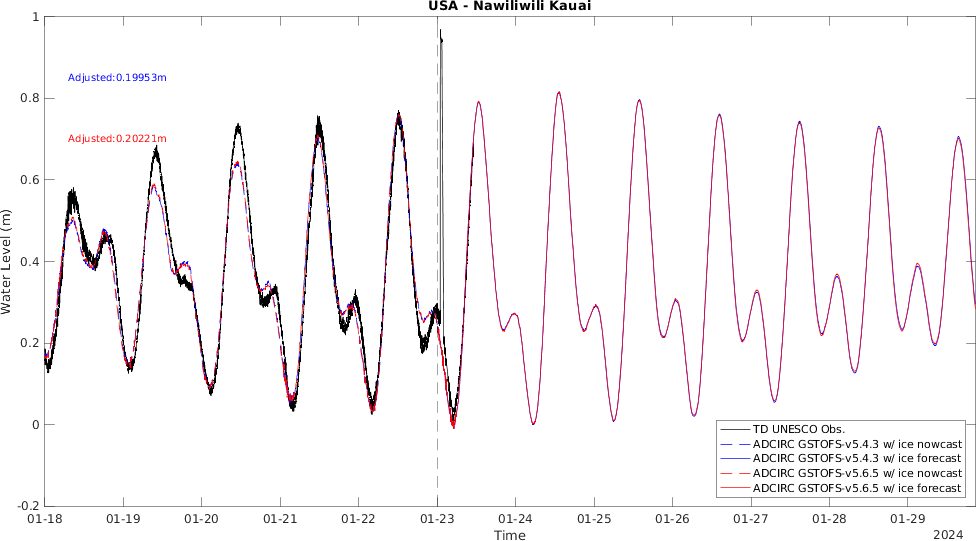 USA - Nawiliwili Kauai
Adjusted:0.19953m
Adjusted:0.20221m
Water Level (m)
1
0.8
0.6
0.4
0.2
0
-0.2
01-18 01-19 01-20 01-21 01-22 01-23 01-24 01-25 01-26 01-27 01-28 01-29
Time
2024
TD UNESCO Obs.
ADCIRC GSTOFS-v5.4.3 w/ ice nowcast
ADCIRC GSTOFS-v5.4.3 w/ ice forecast
ADCIRC GSTOFS-v5.6.5 w/ ice nowcast
ADCIRC GSTOFS-v5.6.5 w/ ice forecast